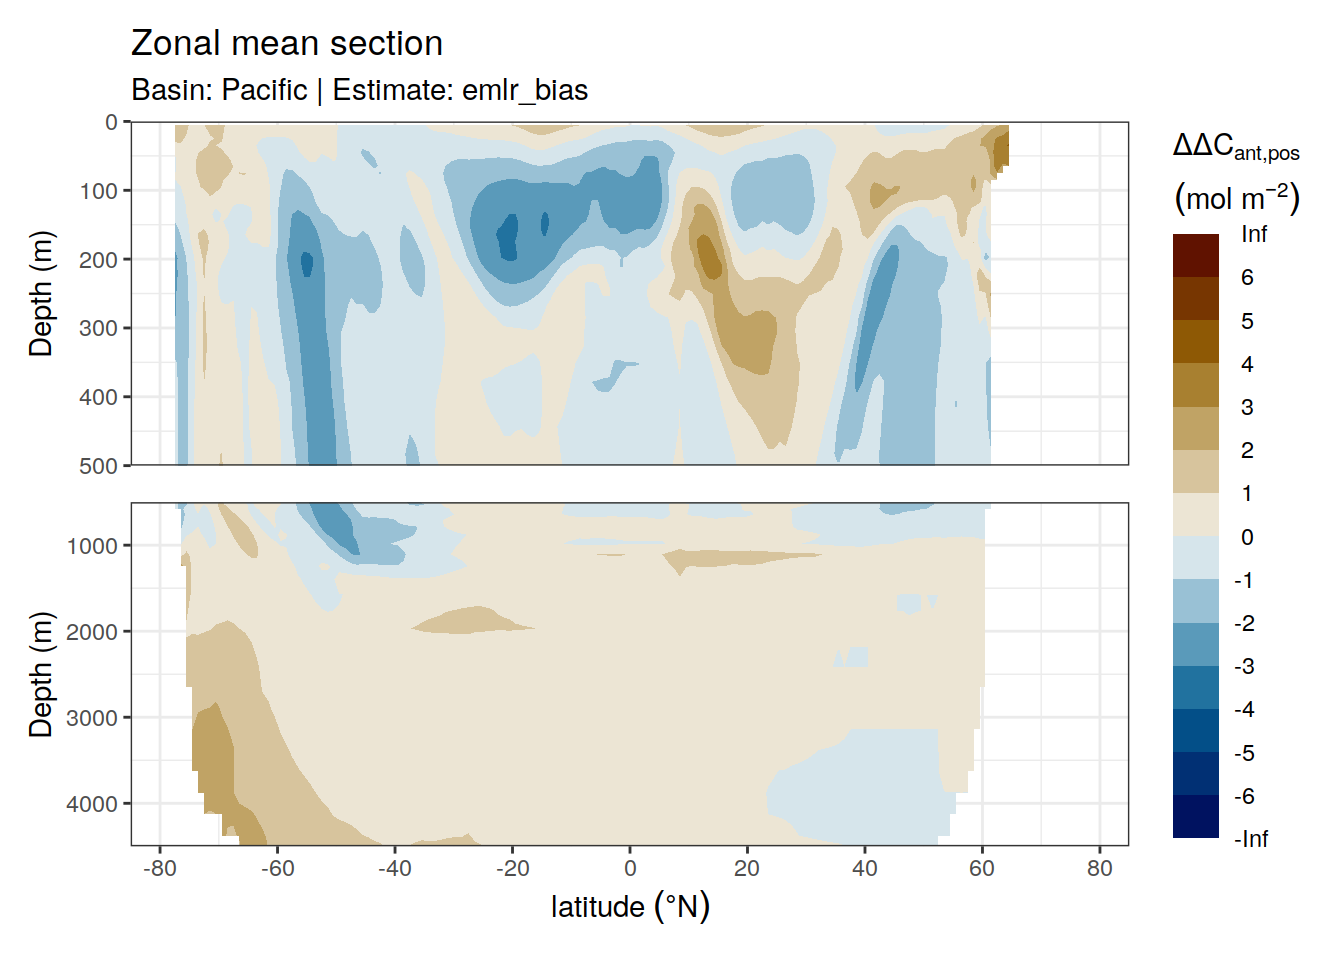 Zonal mean section
Basin: Pacific | Estimate: emlr_bias
0
100
200
300
400
500
Depth (m)
1000
2000
3000
4000
Depth (m)
-80 -60 -40 -20 0 20 40 60 80
latitude (°N)
ΔΔCant,pos
(mol m−2)
Inf
6
5
4
3
2
1
0
-1
-2
-3
-4
-5
-6
-Inf